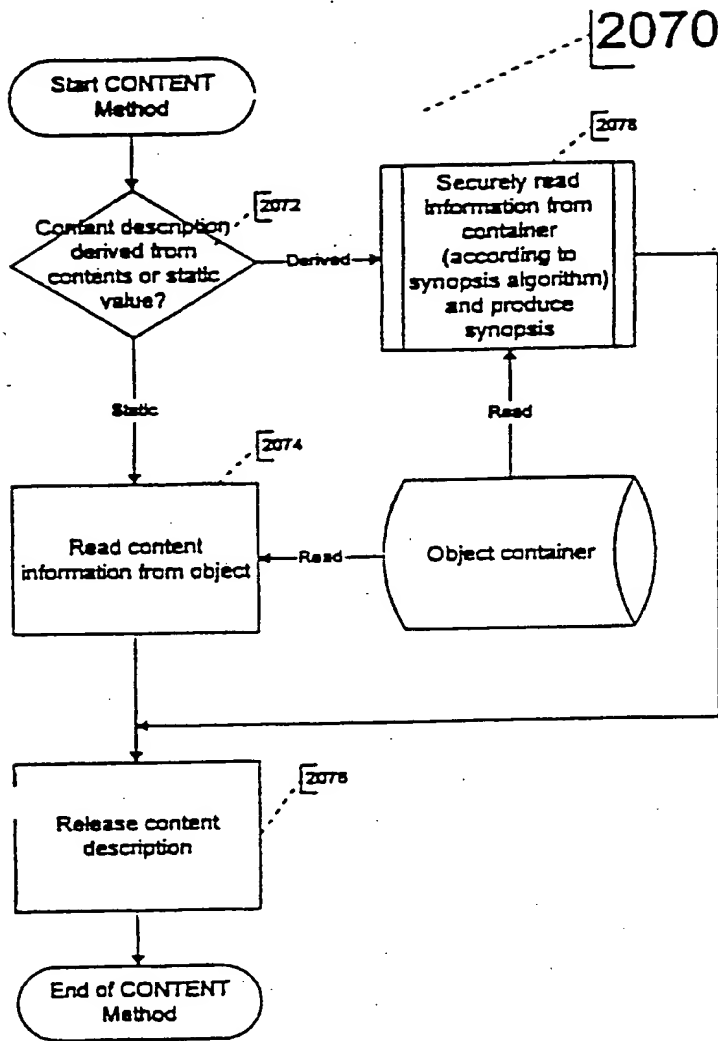 2070
Start CONTENT
Method
2072
Content description
derived from
contents or static
value?
Derived
2078
Securely read
information from
container
(according to
synopsis algorithm)
and produce
synopsis
Static
Read
2074
Read content
information from object
Read
Object container
2076
Release content
description
End of CONTENT
Method